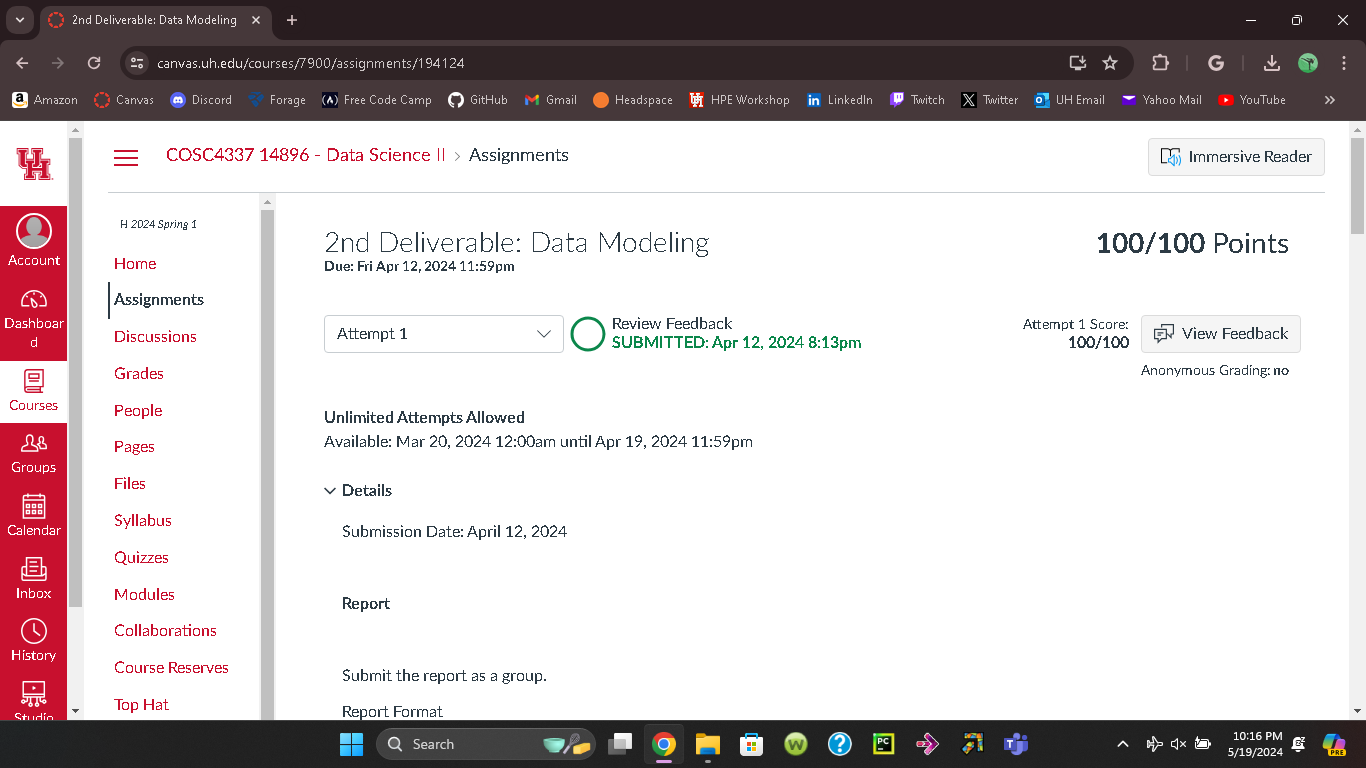 2nd Deliverable: Data Modeling
canvas.uh.edu/courses/7900/assignments/194124
Amazon
Canvas
Discord
Forage
Free Code Camp
GitHub
Gmail
Headspace
HPE Workshop
LinkedIn
Twitch
Twitter
UH Email
Yahoo Mail
YouTube
COSC4337 14896 - Data Science II > Assignments
Immersive Reader
Account
Dashboar
d
Courses
Groups
Calendar
Inbox
History
Studio
H 2024 Spring 1
Home
Assignments
Discussions
Grades
People
Pages
Files
Syllabus
Quizzes
Modules
Collaborations
Course Reserves
Top Hat
2nd Deliverable: Data Modeling
Due: Fri Apr 12, 2024 11:59pm
100/100 Points
Attempt 1
Review Feedback
SUBMITTED: Apr 12, 2024 8:13pm
Attempt 1 Score:
100/100
View Feedback
Anonymous Grading: no
Unlimited Attempts Allowed
Available: Mar 20, 2024 12:00am until Apr 19, 2024 11:59pm
Details
Submission Date: April 12, 2024
Report
Submit the report as a group.
Report Format
Search
10:16 PM
5/19/2024